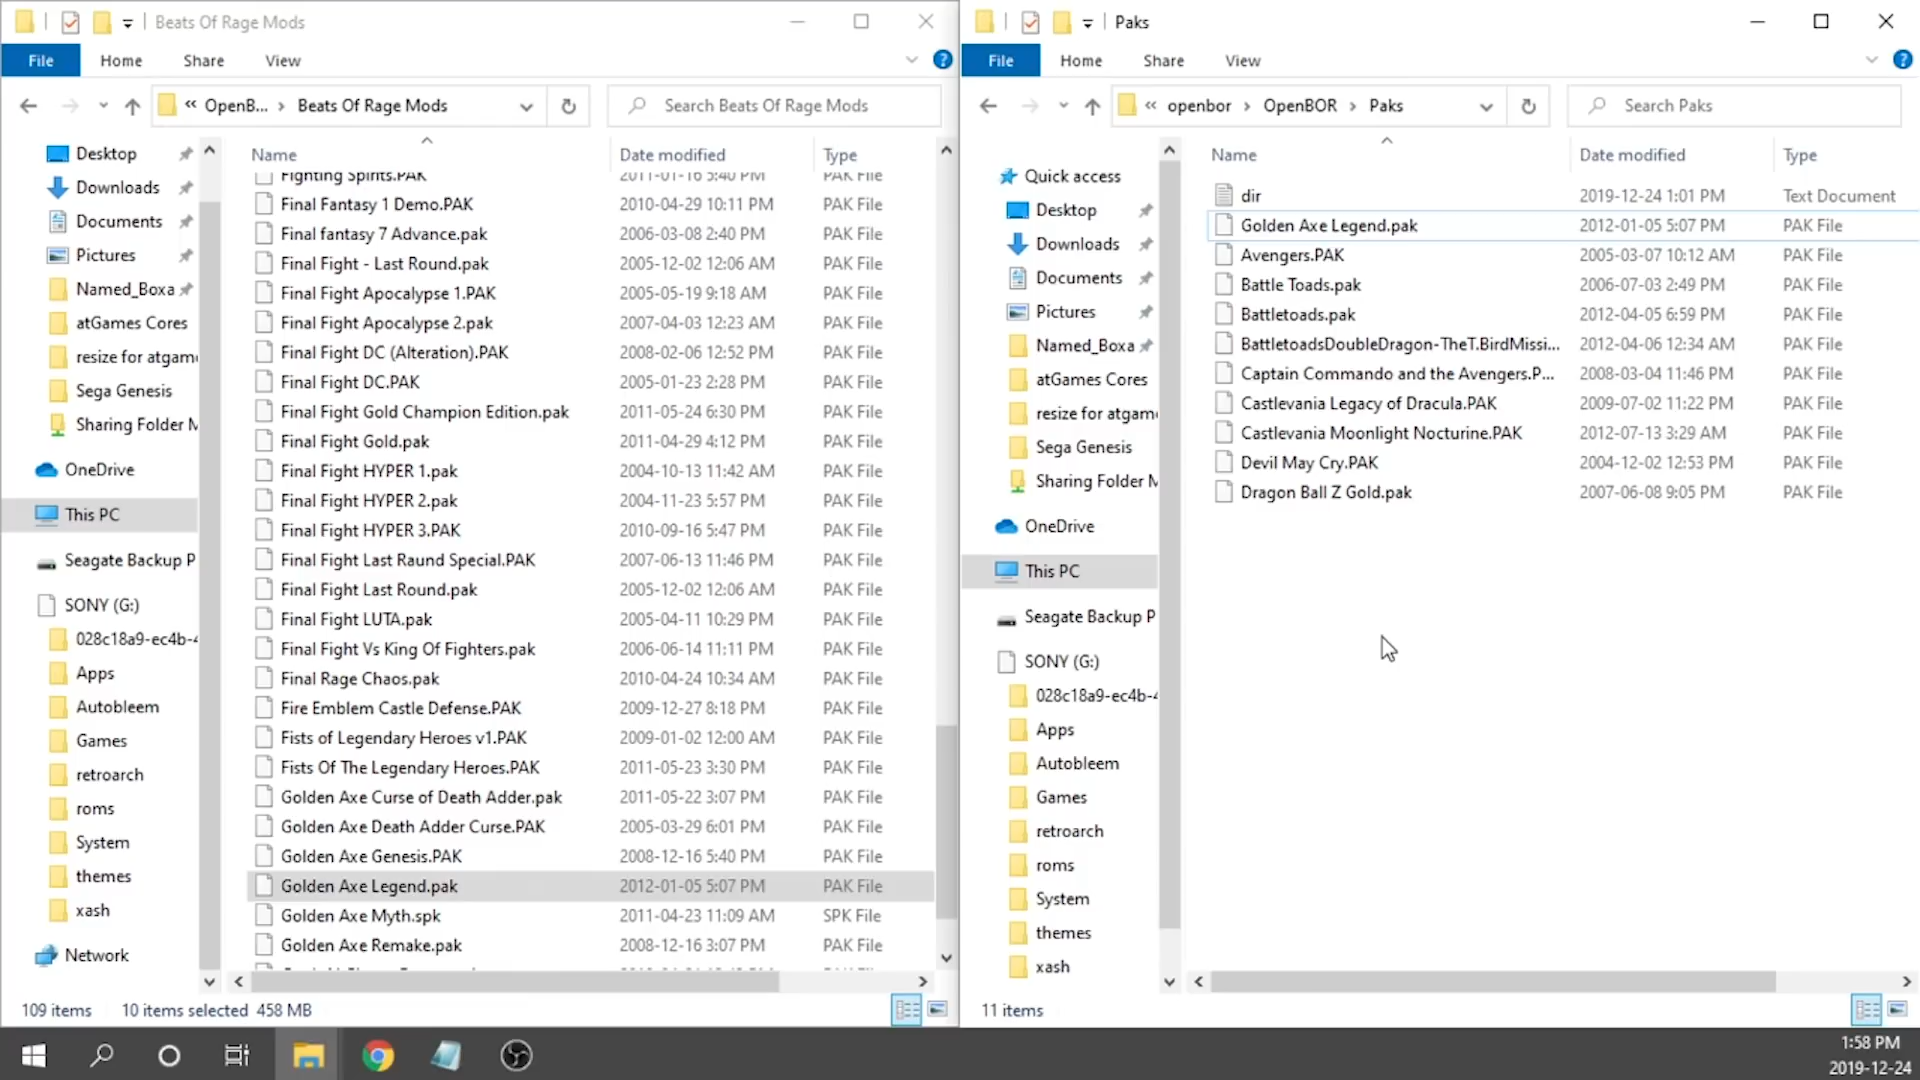 Beats Of Rage Mods
File
Home
Share
View
?
« OpenB... › Beats Of Rage Mods
Search Beats Of Rage Mods
Desktop
Downloads
Documents
Pictures
Named_Boxa
atGames Cores
resize for atgam
Sega Genesis
Sharing Folder M
OneDrive
This PC
Seagate Backup P
SONY (G:)
028c18a9-ec4b-4
Apps
Autobleem
Games
retroarch
roms
System
themes
xash
Network
Name Date modified Type
Fighting Spirits.PAK 2011-01-16 5:40 PM PAK File
Final Fantasy 1 Demo.PAK 2010-04-29 10:11 PM PAK File
Final fantasy 7 Advance.pak 2006-03-08 2:40 PM PAK File
Final Fight - Last Round.pak 2005-12-02 12:06 AM PAK File
Final Fight Apocalypse 1.PAK 2005-05-19 9:18 AM PAK File
Final Fight Apocalypse 2.pak 2007-04-03 12:23 AM PAK File
Final Fight DC (Alteration).PAK 2008-02-06 12:52 PM PAK File
Final Fight DC.PAK 2005-01-23 2:28 PM PAK File
Final Fight Gold Champion Edition.pak 2011-05-24 6:30 PM PAK File
Final Fight Gold.pak 2011-04-29 4:12 PM PAK File
Final Fight HYPER 1.pak 2004-10-13 11:42 AM PAK File
Final Fight HYPER 2.pak 2004-11-23 5:57 PM PAK File
Final Fight HYPER 3.PAK 2010-09-16 5:47 PM PAK File
Final Fight Last Raund Special.PAK 2007-06-13 11:46 PM PAK File
Final Fight Last Round.pak 2005-12-02 12:06 AM PAK File
Final Fight LUTA.pak 2005-04-11 10:29 PM PAK File
Final Fight Vs King Of Fighters.pak 2006-06-14 11:11 PM PAK File
Final Rage Chaos.pak 2010-04-24 10:34 AM PAK File
Fire Emblem Castle Defense.PAK 2009-12-27 8:18 PM PAK File
Fists of Legendary Heroes v1.PAK 2009-01-02 12:00 AM PAK File
Fists Of The Legendary Heroes.PAK 2011-05-23 3:30 PM PAK File
Golden Axe Curse of Death Adder.pak 2011-05-22 3:07 PM PAK File
Golden Axe Death Adder Curse.PAK 2005-03-29 6:01 PM PAK File
Golden Axe Genesis.PAK 2008-12-16 5:40 PM PAK File
Golden Axe Legend.pak 2012-01-05 5:07 PM PAK File
Golden Axe Myth.spk 2011-04-23 11:09 AM SPK File
Golden Axe Remake.pak 2008-12-16 3:07 PM PAK File
109 items 10 items selected 458 MB
Paks
File
Home
Share
View
?
« openbor › OpenBOR › Paks
Search Paks
Quick access
Desktop
Downloads
Documents
Pictures
Named_Boxa
atGames Cores
resize for atgam
Sega Genesis
Sharing Folder M
OneDrive
This PC
Seagate Backup P
SONY (G:)
028c18a9-ec4b-4
Apps
Autobleem
Games
retroarch
roms
System
themes
xash
Name Date modified Type
dir 2019-12-24 1:01 PM Text Document
Golden Axe Legend.pak 2012-01-05 5:07 PM PAK File
Avengers.PAK 2005-03-07 10:12 AM PAK File
Battle Toads.pak 2006-07-03 2:49 PM PAK File
Battletoads.pak 2012-04-05 6:59 PM PAK File
BattletoadsDoubleDragon-TheT.BirdMissi... 2012-04-06 12:34 AM PAK File
Captain Commando and the Avengers.P... 2008-03-04 11:46 PM PAK File
Castlevania Legacy of Dracula.PAK 2009-07-02 11:22 PM PAK File
Castlevania Moonlight Nocturine.PAK 2012-07-13 3:29 AM PAK File
Devil May Cry.PAK 2004-12-02 12:53 PM PAK File
Dragon Ball Z Gold.pak 2007-06-08 9:05 PM PAK File
11 items
1:58 PM
2019-12-24